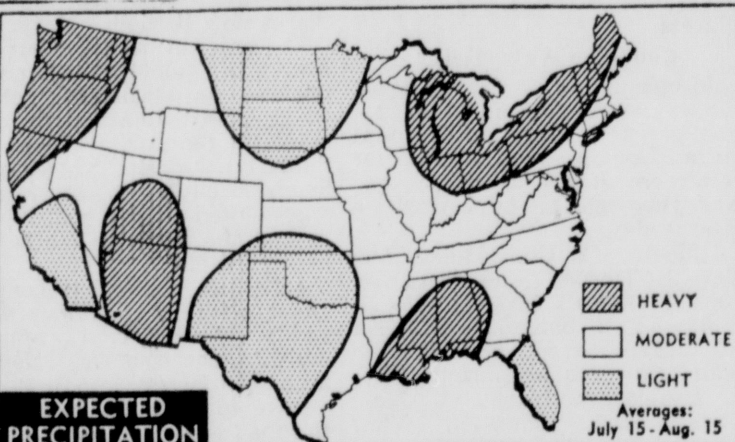 HEAVY
MODERATE
LIGHT
Averages:
July 15 - Aug. 15
EXPECTED
PRECIPITATION